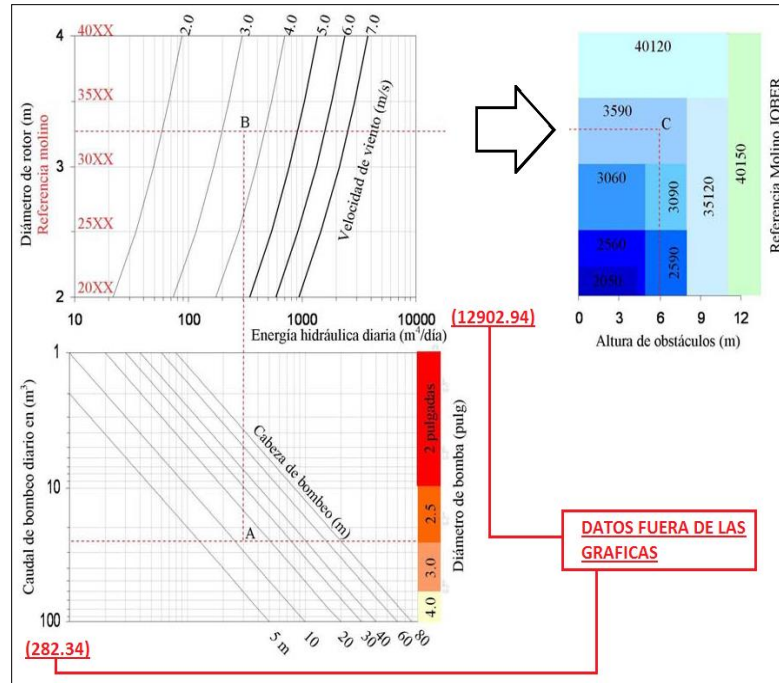 40XX
35XX
30XX
25XX
20XX
4
3
2
Diámetro de rotor (m)
Referencia molino
2.0
3.0
4.0
5.0
6.0
7.0
B
Velocidad de viento (m/s)
10
100
1000
10000
Energía hidráulica diaria (m⁴/día)
40120
3590
C
3060
3090
35120
40150
2560
2590
2050
0
3
6
9
12
Altura de obstáculos (m)
Referencia Molino JOBER
(12902.94)
1
10
100
Caudal de bombeo diario en (m³)
Cabeza de bombeo (m)
A
5 m
10
20
30
40
60
80
2 pulgadas
2.5
3.0
4.0
Diámetro de bomba (pulg)
DATOS FUERA DE LAS
GRAFICAS
(282.34)